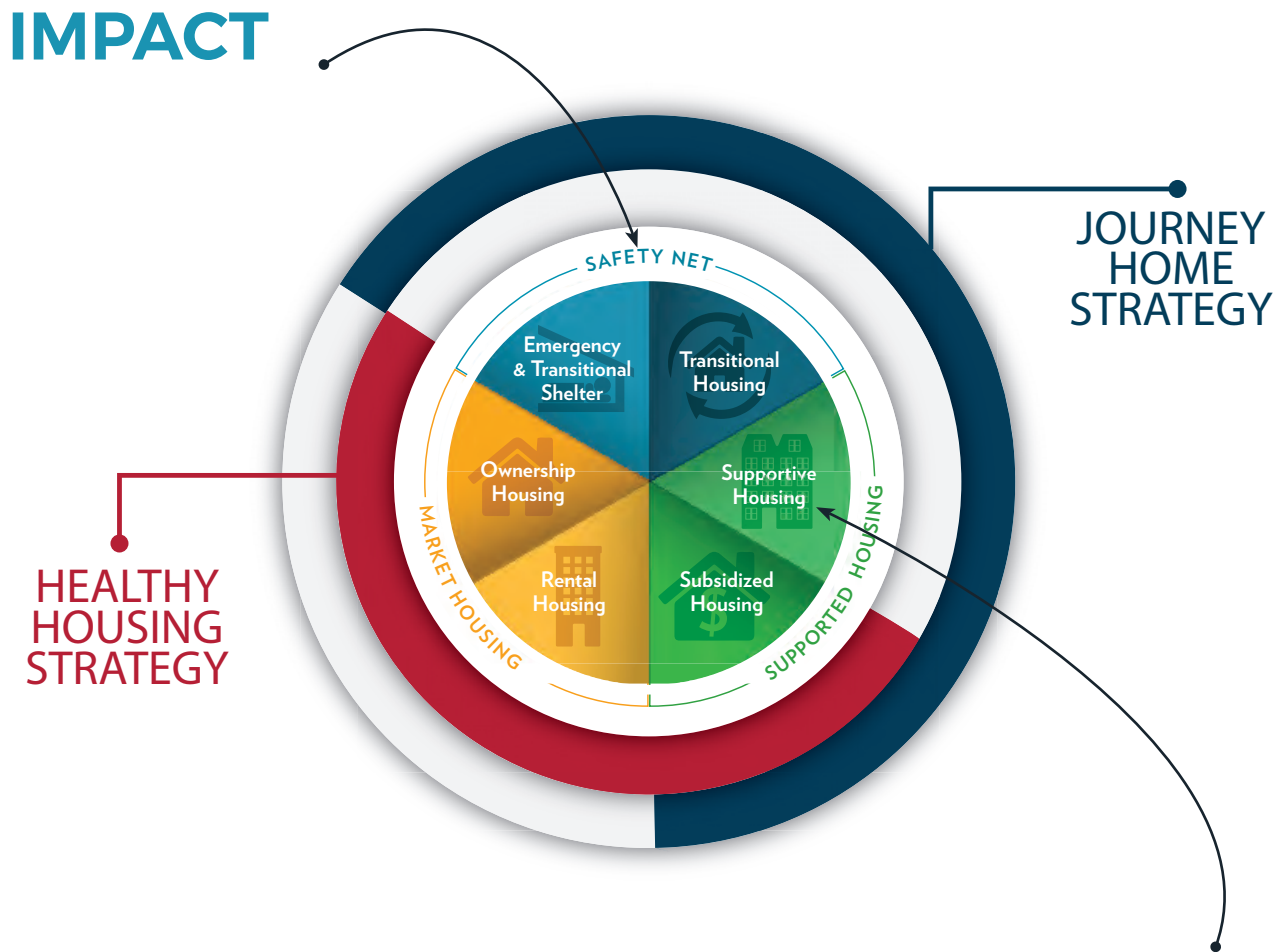 IMPACT
JOURNEY
HOME
STRATEGY
SAFETY NET
Emergency
& Transitional
Shelter
Transitional
Housing
Ownership
Housing
Supportive
Housing
Rental
Housing
Subsidized
Housing
$
MARKET HOUSING
SUPPORTED HOUSING
HEALTHY
HOUSING
STRATEGY